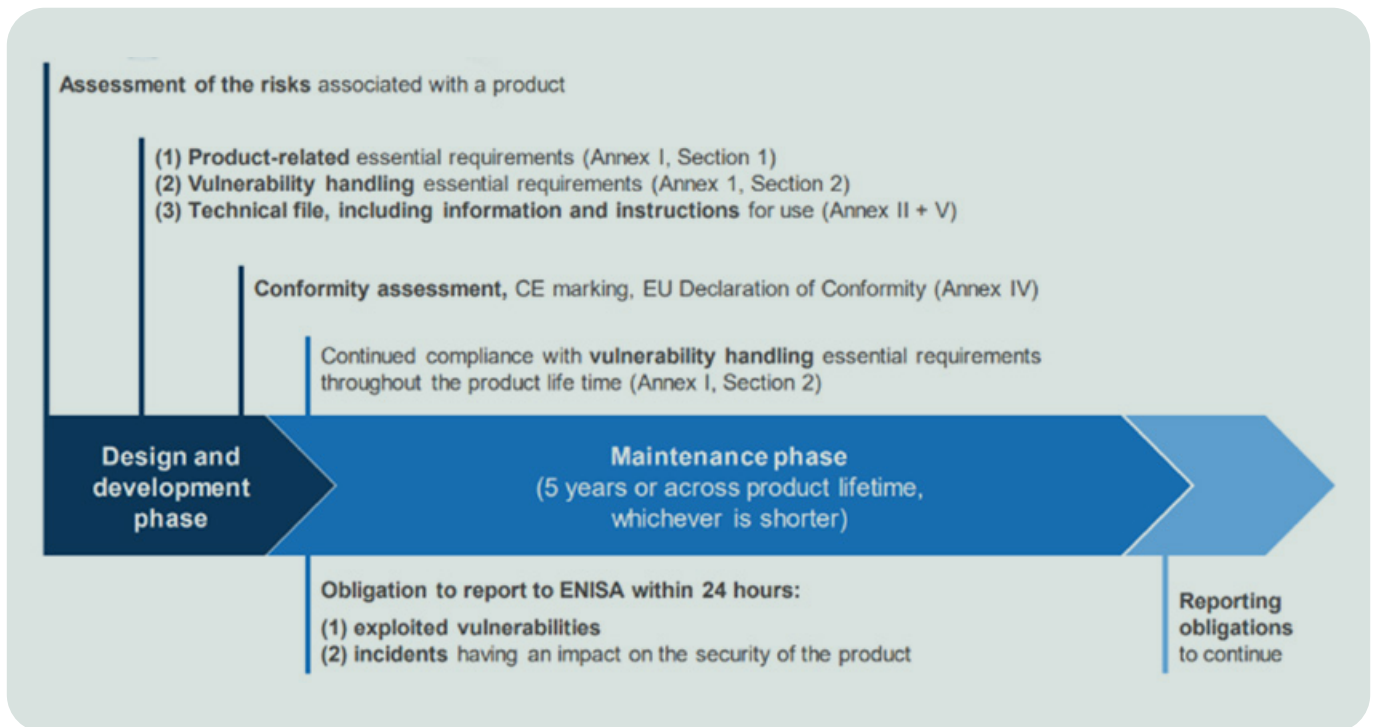 Assessment of the risks associated with a product
(1) Product-related essential requirements (Annex I, Section 1)
(2) Vulnerability handling essential requirements (Annex 1, Section 2)
(3) Technical file, including information and instructions for use (Annex II + V)
Conformity assessment, CE marking, EU Declaration of Conformity (Annex IV)
Continued compliance with vulnerability handling essential requirements
throughout the product life time (Annex I, Section 2)
Design and
development
phase
Maintenance phase
(5 years or across product lifetime,
whichever is shorter)
Obligation to report to ENISA within 24 hours:
(1) exploited vulnerabilities
(2) incidents having an impact on the security of the product
Reporting
obligations
to continue